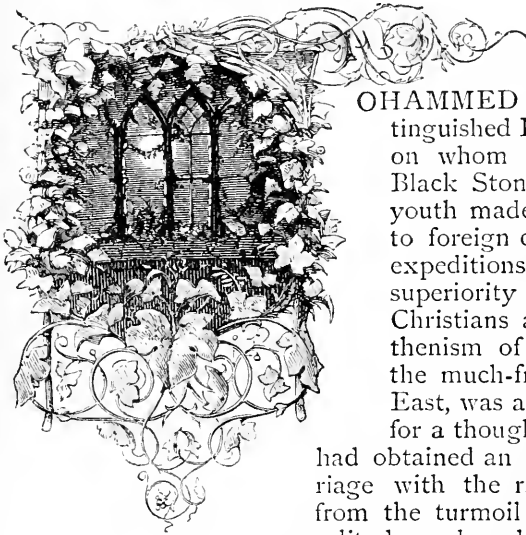 OHAMMED
tinguished
on whom
Black Ston
youth made
to foreign
expeditions
superiority
Christians a
thenism of
the much-fr
East, was a
for a though
had obtained an
riage with the r
from the turmoil